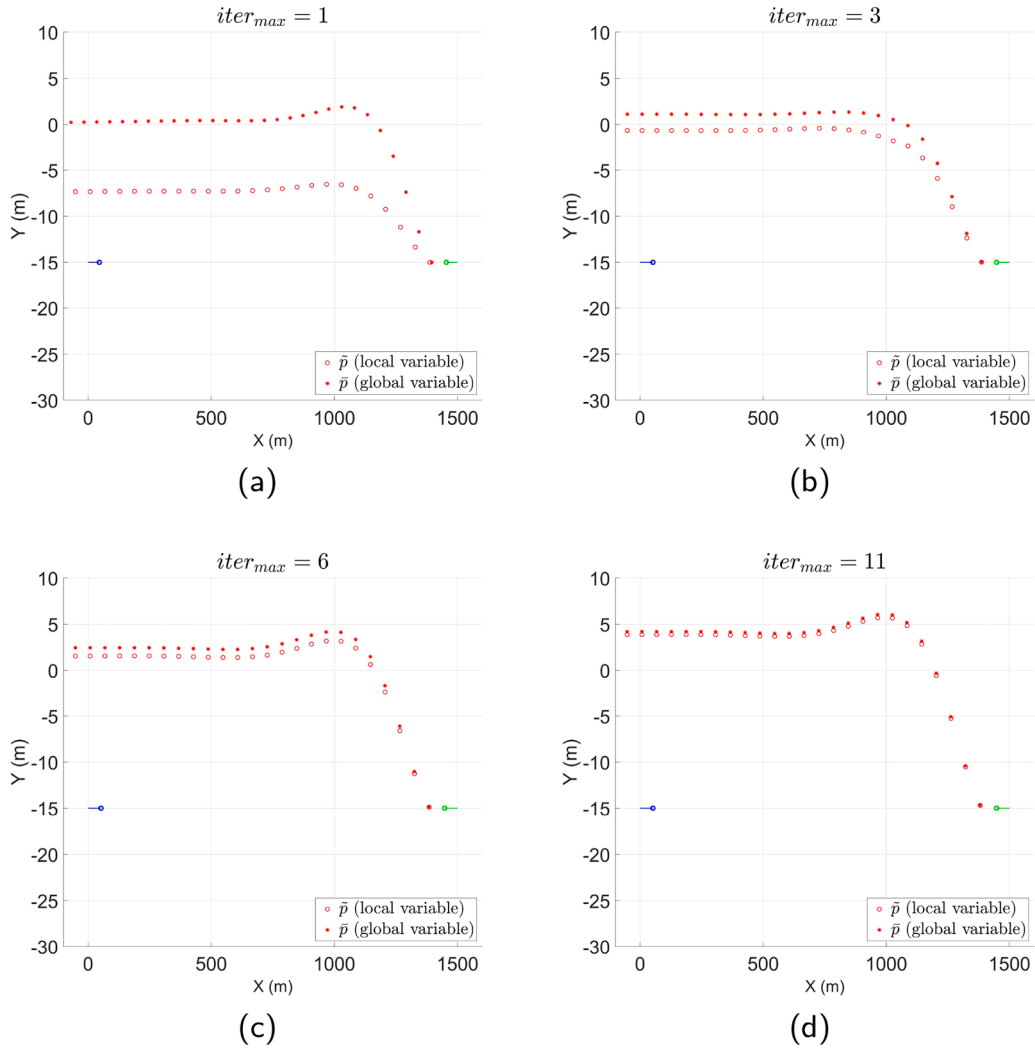 iter_max = 1
10
5
0
-5
-10
-15
-20
-25
-30
Y (m)
0 500 1000 1500
X (m)
p̃ (local variable)
p̄ (global variable)
(a)
iter_max = 3
10
5
0
-5
-10
-15
-20
-25
-30
Y (m)
0 500 1000 1500
X (m)
p̃ (local variable)
p̄ (global variable)
(b)
iter_max = 6
10
5
0
-5
-10
-15
-20
-25
-30
Y (m)
0 500 1000 1500
X (m)
p̃ (local variable)
p̄ (global variable)
(c)
iter_max = 11
10
5
0
-5
-10
-15
-20
-25
-30
Y (m)
0 500 1000 1500
X (m)
p̃ (local variable)
p̄ (global variable)
(d)